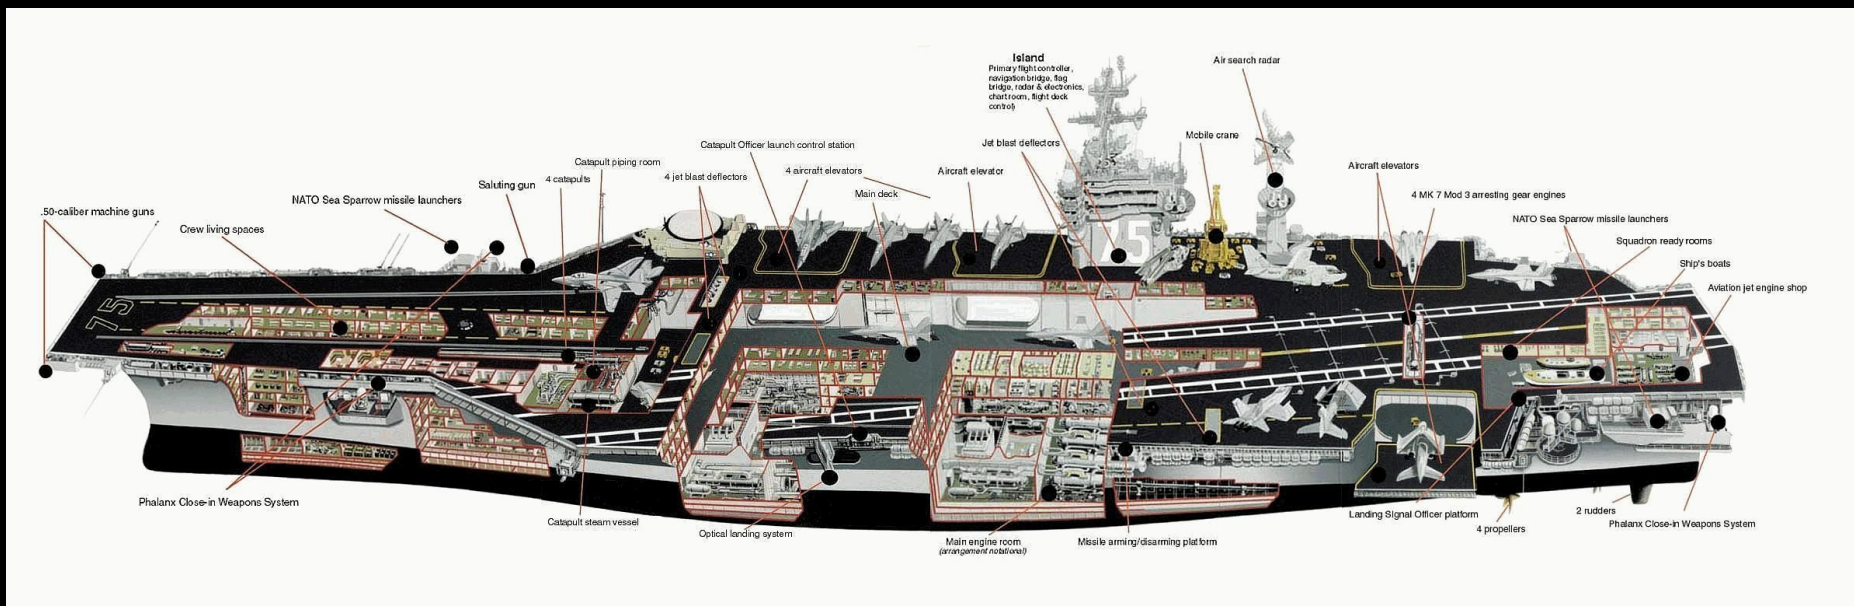 Island
Primary flight controller,
navigation bridge, flag
bridge, radar & electronics,
chart room, flight deck
control)
Air search radar
Mobile crane
Catapult Officer launch control station
Jet blast deflectors
Catapult piping room
4 catapults
4 jet blast deflectors
4 aircraft elevators
Aircraft elevator
Aircraft elevators
Saluting gun
Main deck
4 MK 7 Mod 3 arresting gear engines
NATO Sea Sparrow missile launchers
.50-caliber machine guns
NATO Sea Sparrow missile launchers
Crew living spaces
Squadron ready rooms
Ship's boats
Aviation jet engine shop
75
75
Phalanx Close-in Weapons System
Catapult steam vessel
Optical landing system
Main engine room
(arrangement notational)
Missile arming/disarming platform
Landing Signal Officer platform
4 propellers
2 rudders
Phalanx Close-in Weapons System